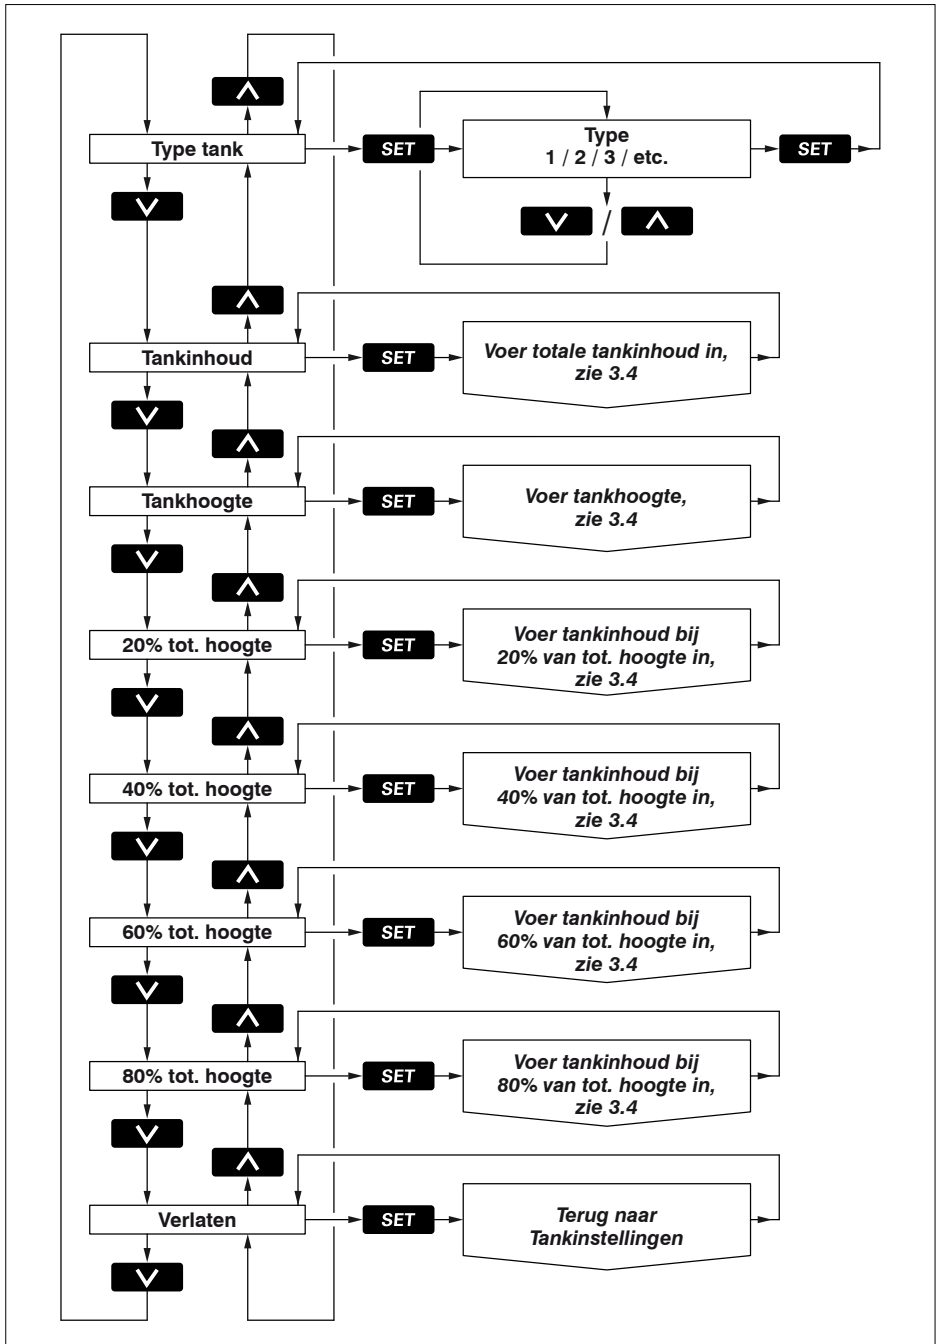 Type tank
SET
Type
1 / 2 / 3 / etc.
SET
/
Tankinhoud
SET
Voer totale tankinhoud in,
zie 3.4
Tankhoogte
SET
Voer tankhoogte,
zie 3.4
20% tot. hoogte
SET
Voer tankinhoud bij
20% van tot. hoogte in,
zie 3.4
40% tot. hoogte
SET
Voer tankinhoud bij
40% van tot. hoogte in,
zie 3.4
60% tot. hoogte
SET
Voer tankinhoud bij
60% van tot. hoogte in,
zie 3.4
80% tot. hoogte
SET
Voer tankinhoud bij
80% van tot. hoogte in,
zie 3.4
Verlaten
SET
Terug naar
Tankinstellingen